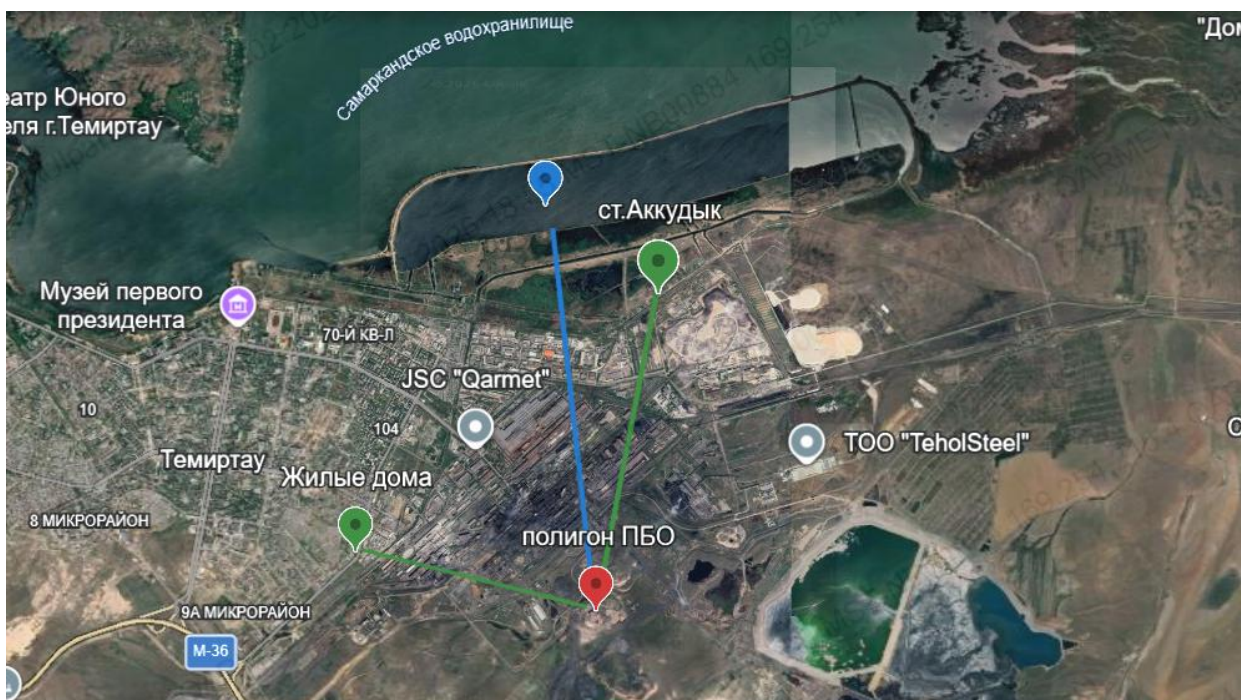 Самаркандское водохранилище
"Дом
еатр Юного
еля г.Темиртау
ст.Аккудык
Музей первого
президента
70-Й КВ-Л
JSC "Qarmet"
10
104
ТОО "TeholSteel"
Темиртау
Жилые дома
8 МИКРОРАЙОН
полигон ПБО
9А МИКРОРАЙОН
М-36